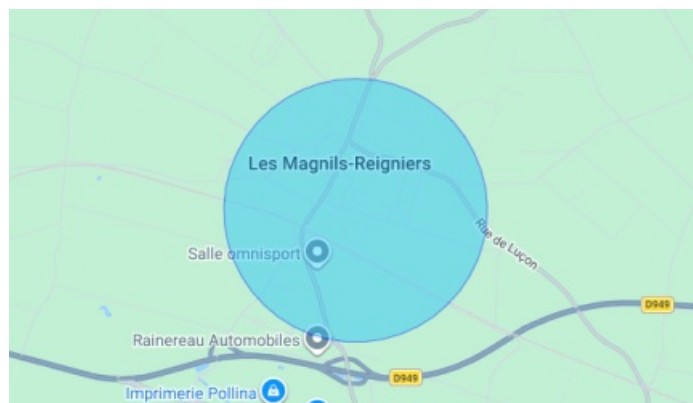 Les Magnils-Reigniers
Rue de Luçon
Salle omnisport
D949
Rainereau Automobiles
D949
Imprimerie Pollina